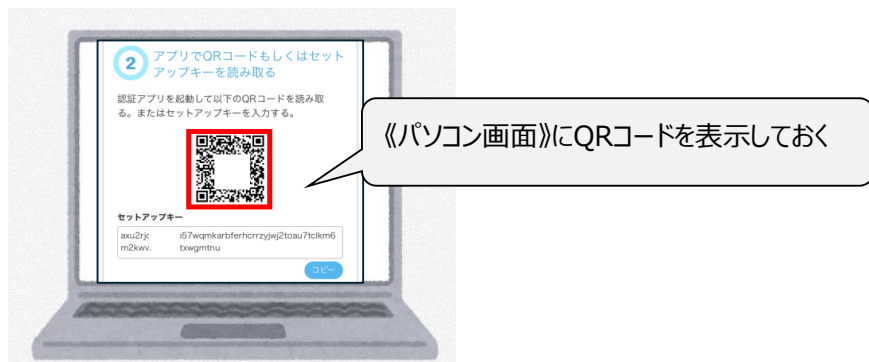 2 アプリでQRコードもしくはセット
アップキーを読み取る
認証アプリを起動して以下のQRコードを読み取
る。またはセットアップキーを入力する。
セットアップキー
axu2rjc ı57wqmkarbferhcrrzyjwj2toau7tclkm6
m2kwv. txwgmtnu
コピー
《パソコン画面》にQRコードを表示しておく